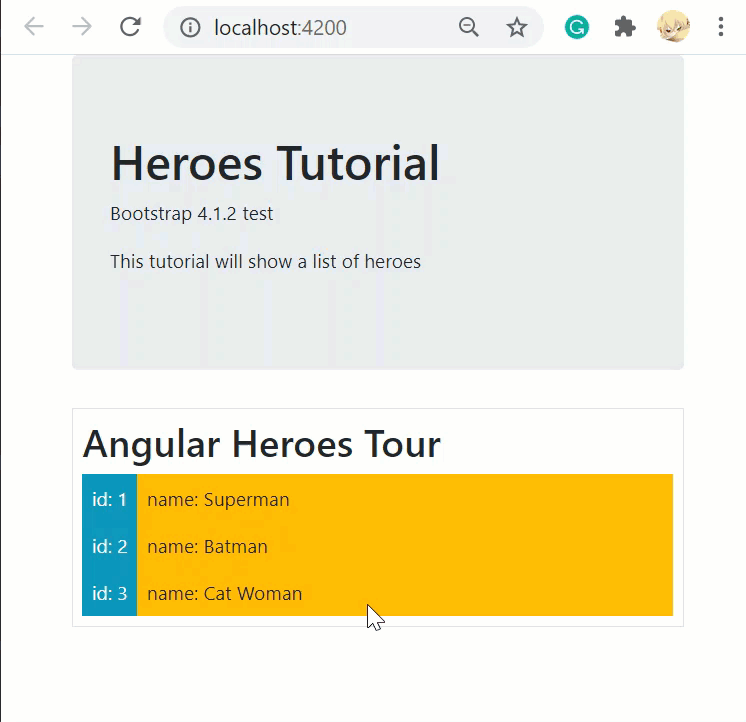 localhost:4200
Heroes Tutorial
Bootstrap 4.1.2 test
This tutorial will show a list of heroes
Angular Heroes Tour
id: 1 name: Superman
id: 2 name: Batman
id: 3 name: Cat Woman